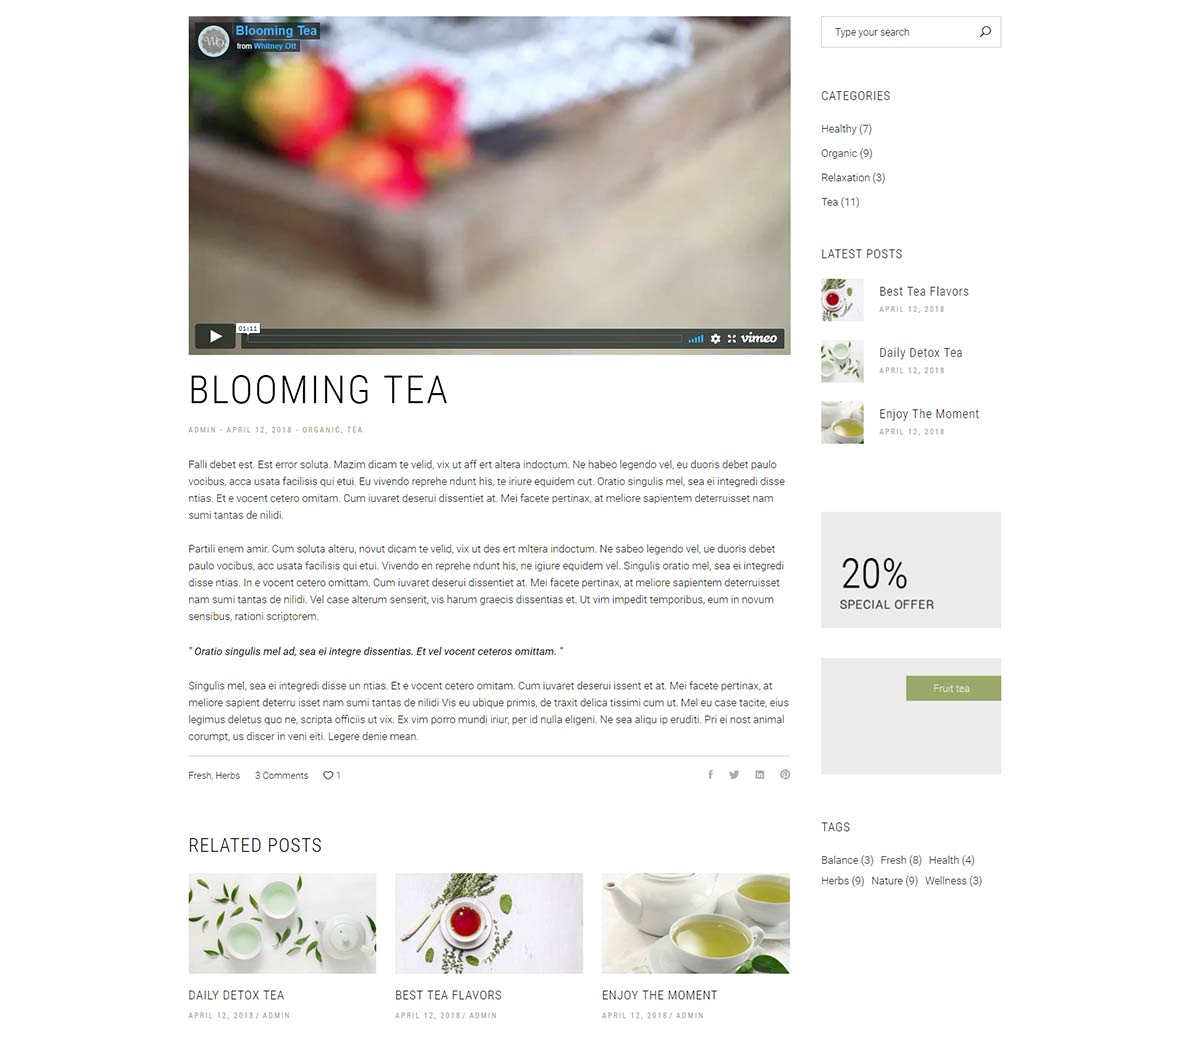 Blooming Tea
from Whitney Ott
01:11
vimeo
BLOOMING TEA
ADMIN - APRIL 12, 2018 - ORGANIC, TEA
Falli debet est. Est error soluta. Mazim dicam te velid, vix ut aff ert altera indoctum. Ne habeo legendo vel, eu duoris debet paulo
vocibus, acca usata facilisis qui etui. Eu vivendo reprehe ndunt his, te iriure equidem cut. Oratio singulis mel, sea ei integredi disse
ntias. Et e vocent cetero omitam. Cum iuvaret deserui dissentiet at. Mei facete pertinax, at meliore sapientem deterruisset nam
sumi tantas de nilidi.
Partili enem amir. Cum soluta alteru, novut dicam te velid, vix ut des ert mltera indoctum. Ne sabeo legendo vel, ue duoris debet
paulo vocibus, acc usata facilisis qui etui. Vivendo en reprehe ndunt his, ne igiure equidem vel. Singulis oratio mel, sea ei integredi
disse ntias. In e vocent cetero omittam. Cum iuvaret deserui dissentiet at. Mei facete pertinax, at meliore sapientem deterruisset
nam sumi tantas de nilidi. Vel case alterum senserit, vis harum graecis dissentias et. Ut vim impedit temporibus, eum in novum
sensibus, rationi scriptorem.
" Oratio singulis mel ad, sea ei integre dissentias. Et vel vocent ceteros omittam. "
Singulis mel, sea ei integredi disse un ntias. Et e vocent cetero omitam. Cum iuvaret deserui issent et at. Mei facete pertinax, at
meliore sapient deterru isset nam sumi tantas de nilidi Vis eu ubique primis, de traxit delica tissimi cum ut. Mel eu case tacite, eius
legimus deletus quo ne, scripta officiis ut vix. Ex vim porro mundi iriur, per id nulla eligeni. Ne sea aliqu ip eruditi. Pri ei nost animal
corumpt, us discer in veni eiti. Legere denie mean.
Fresh, Herbs 3 Comments 1
RELATED POSTS
DAILY DETOX TEA
APRIL 12, 2018 / ADMIN
BEST TEA FLAVORS
APRIL 12, 2018 / ADMIN
ENJOY THE MOMENT
APRIL 12, 2018 / ADMIN
Type your search
CATEGORIES
Healthy (7)
Organic (9)
Relaxation (3)
Tea (11)
LATEST POSTS
Best Tea Flavors
APRIL 12, 2018
Daily Detox Tea
APRIL 12, 2018
Enjoy The Moment
APRIL 12, 2018
20%
SPECIAL OFFER
Fruit tea
TAGS
Balance (3) Fresh (8) Health (4)
Herbs (9) Nature (9) Wellness (3)